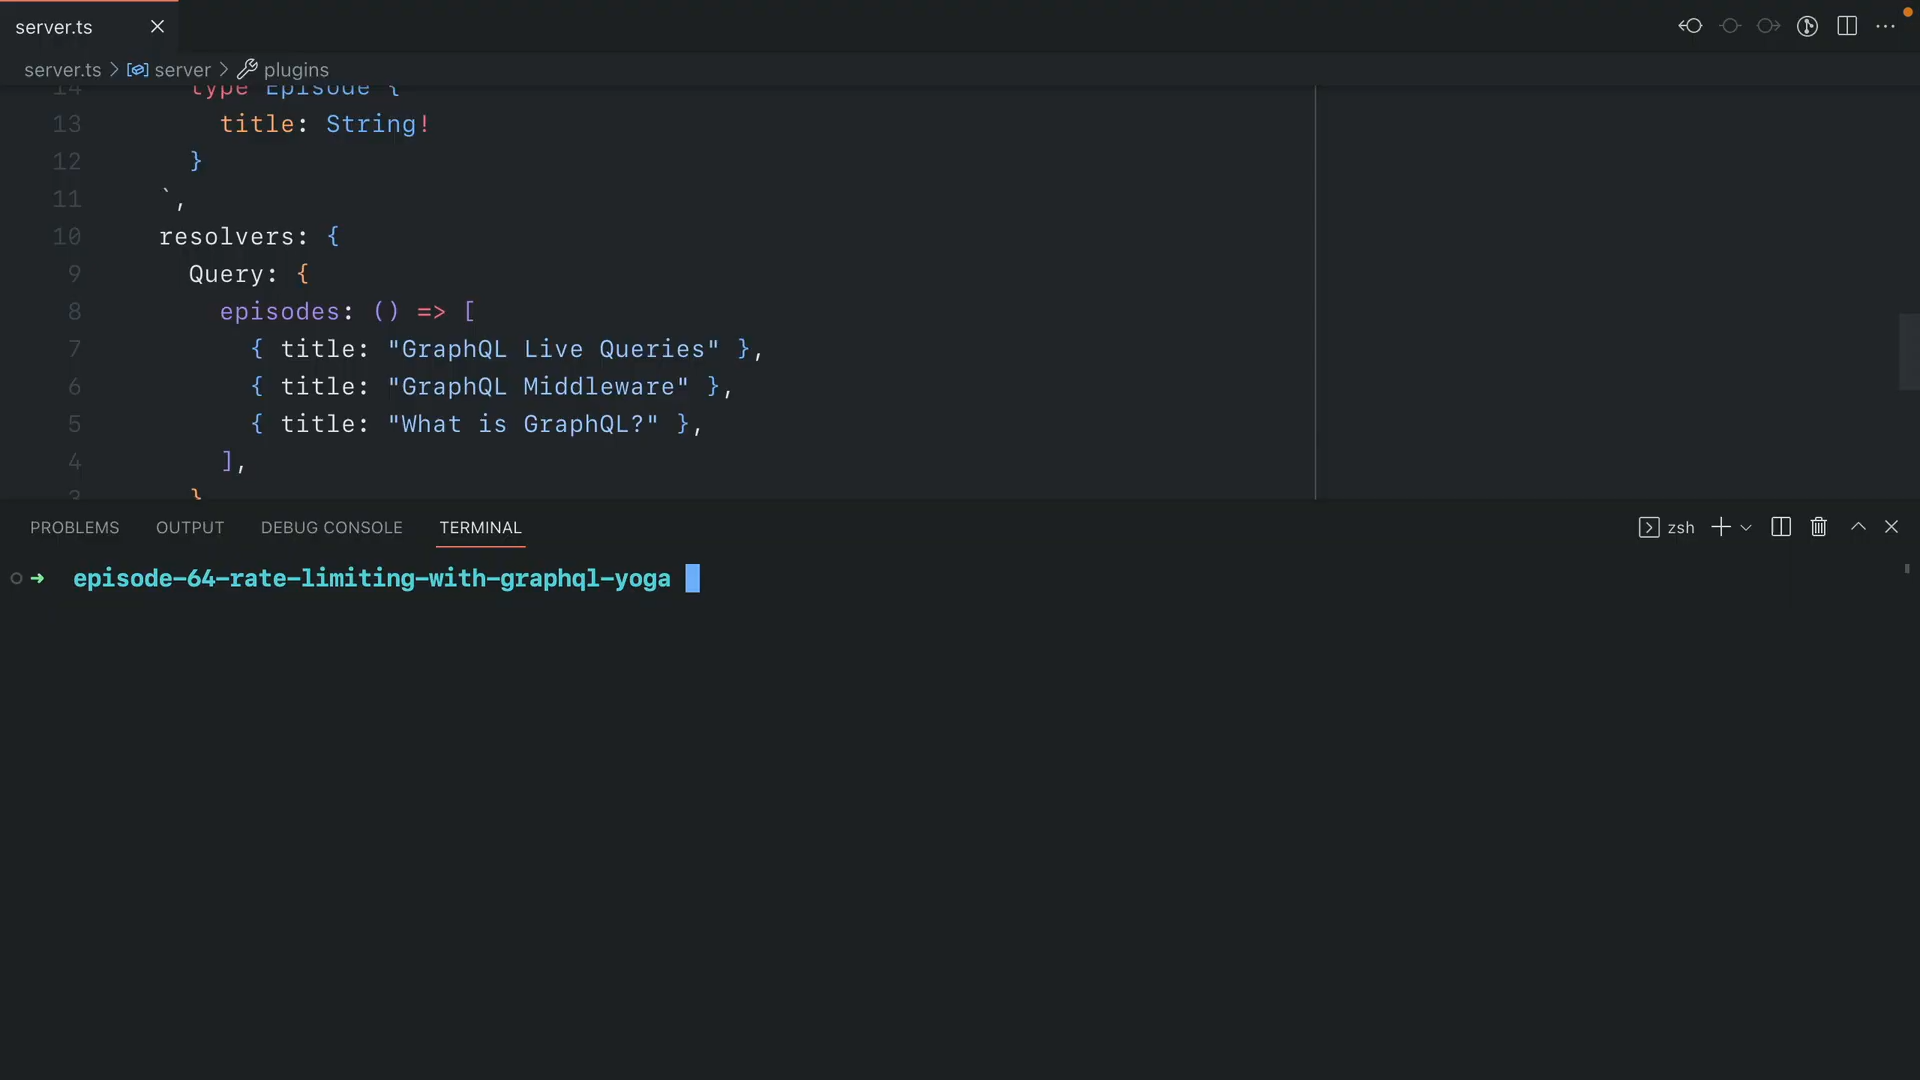 server.ts
server.ts > server > plugins
14 type Episode {
13 title: String!
12 }
11 `,
10 resolvers: {
9 Query: {
8 episodes: () => [
7 { title: "GraphQL Live Queries" },
6 { title: "GraphQL Middleware" },
5 { title: "What is GraphQL?" },
4 ],
3 }
PROBLEMS OUTPUT DEBUG CONSOLE TERMINAL zsh
➜ episode-64-rate-limiting-with-graphql-yoga